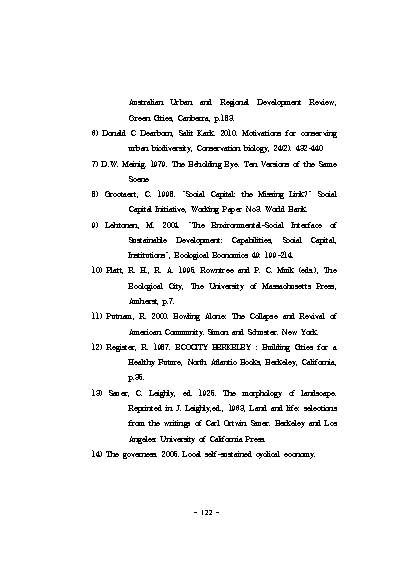 Australian Urban and Regional Development Review,
Green Cities, Canberra, p.183.
6) Donald C Dearborn, Salit Kark. 2010. Motivations for conserving
urban biodiversity, Conservation biology, 24(2). 432-440
7) D.W. Meinig. 1979. The Beholding Eye. Ten Versions of the Same
Scene
8) Grootaert, C. 1998. "Social Capital: the Missing Link?" Social
Capital Initiative, Working Paper No3. World Bank.
9) Lehtonen, M. 2004. "The Environmental-Social Interface of
Sustainable Development: Capabilities, Social Capital,
Institutions", Ecological Economics 49: 199-214.
10) Platt, R. H., R. A. 1996. Rowntree and P. C. Muik (eds.), The
Ecological City, The University of Massachusetts Press,
Amherst, p.7.
11) Putnam, R. 2000. Bowling Alone: The Collapse and Revival of
American Community. Simon and Schuster. New York.
12) Register, R. 1987. ECOCITY BERKELEY : Building Cities for a
Healthy Future, North Atlantic Books, Berkeley, California,
p.35.
13) Sauer, C. Leighly, ed. 1925. The morphology of landscape.
Reprinted in J. Leighly,ed., 1963, Land and life: selections
from the writings of Carl Ortwin Sauer. Berkeley and Los
Angeles: University of California Press.
14) The governess. 2006. Local self-sustained cyclical economy.
- 122 -